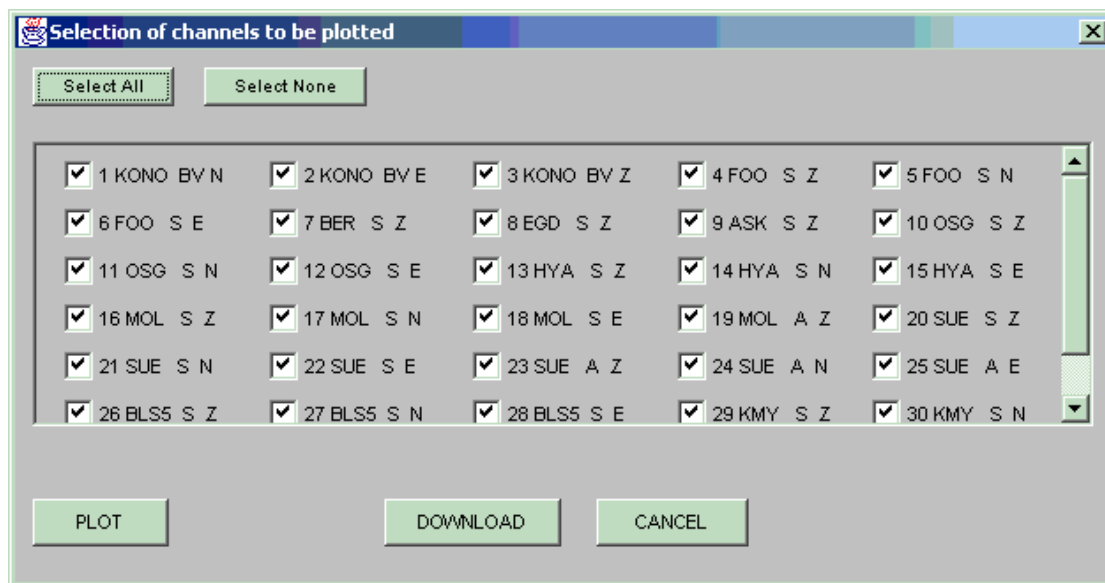 Selection of channels to be plotted
Select All Select None
1 KONO BV N 2 KONO BV E 3 KONO BV Z 4 FOO S Z 5 FOO S N
6 FOO S E 7 BER S Z 8 EGD S Z 9 ASK S Z 10 OSG S Z
11 OSG S N 12 OSG S E 13 HYA S Z 14 HYA S N 15 HYA S E
16 MOL S Z 17 MOL S N 18 MOL S E 19 MOL A Z 20 SUE S Z
21 SUE S N 22 SUE S E 23 SUE A Z 24 SUE A N 25 SUE A E
26 BLS5 S Z 27 BLS5 S N 28 BLS5 S E 29 KMY S Z 30 KMY S N
PLOT DOWNLOAD CANCEL